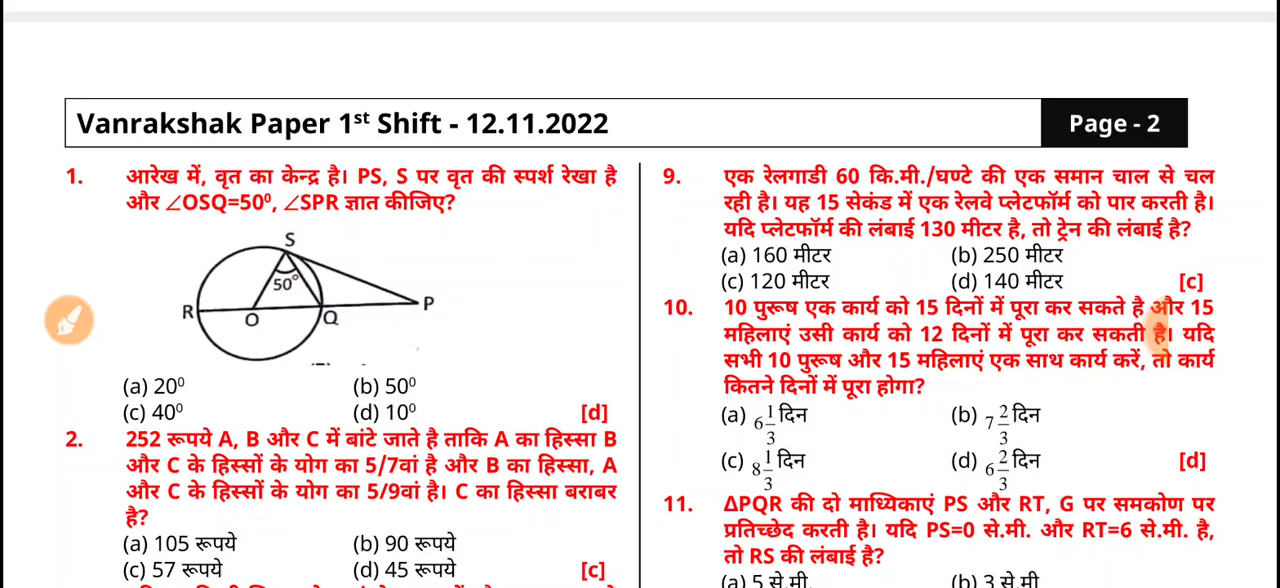 Vanrakshak Paper 1st Shift - 12.11.2022
Page - 2
1. आरेख में, वृत का केन्द्र है। PS, S पर वृत की स्पर्श रेखा है
और ∠OSQ=50⁰, ∠SPR ज्ञात कीजिए?
S
50°
R
O
Q
P
(a) 20⁰ (b) 50⁰
(c) 40⁰ (d) 10⁰ [d]
2. 252 रूपये A, B और C में बांटे जाते है ताकि A का हिस्सा B
और C के हिस्सों के योग का 5/7वां है और B का हिस्सा, A
और C के हिस्सों के योग का 5/9वां है। C का हिस्सा बराबर
है?
(a) 105 रूपये (b) 90 रूपये
(c) 57 रूपये (d) 45 रूपये [c]
9. एक रेलगाडी 60 कि.मी./घण्टे की एक समान चाल से चल
रही है। यह 15 सेकंड में एक रेलवे प्लेटफॉर्म को पार करती है।
यदि प्लेटफॉर्म की लंबाई 130 मीटर है, तो ट्रेन की लंबाई है?
(a) 160 मीटर (b) 250 मीटर
(c) 120 मीटर (d) 140 मीटर [c]
10. 10 पुरूष एक कार्य को 15 दिनों में पूरा कर सकते है और 15
महिलाएं उसी कार्य को 12 दिनों में पूरा कर सकती है। यदि
सभी 10 पुरूष और 15 महिलाएं एक साथ कार्य करें, तो कार्य
कितने दिनों में पूरा होगा?
(a) 6 1/3 दिन (b) 7 2/3 दिन
(c) 8 1/3 दिन (d) 6 2/3 दिन [d]
11. ΔPQR की दो माध्यिकाएं PS और RT, G पर समकोण पर
प्रतिच्छेद करती है। यदि PS=0 से.मी. और RT=6 से.मी. है,
तो RS की लंबाई है?
(a) 5 से.मी. (b) 3 से.मी